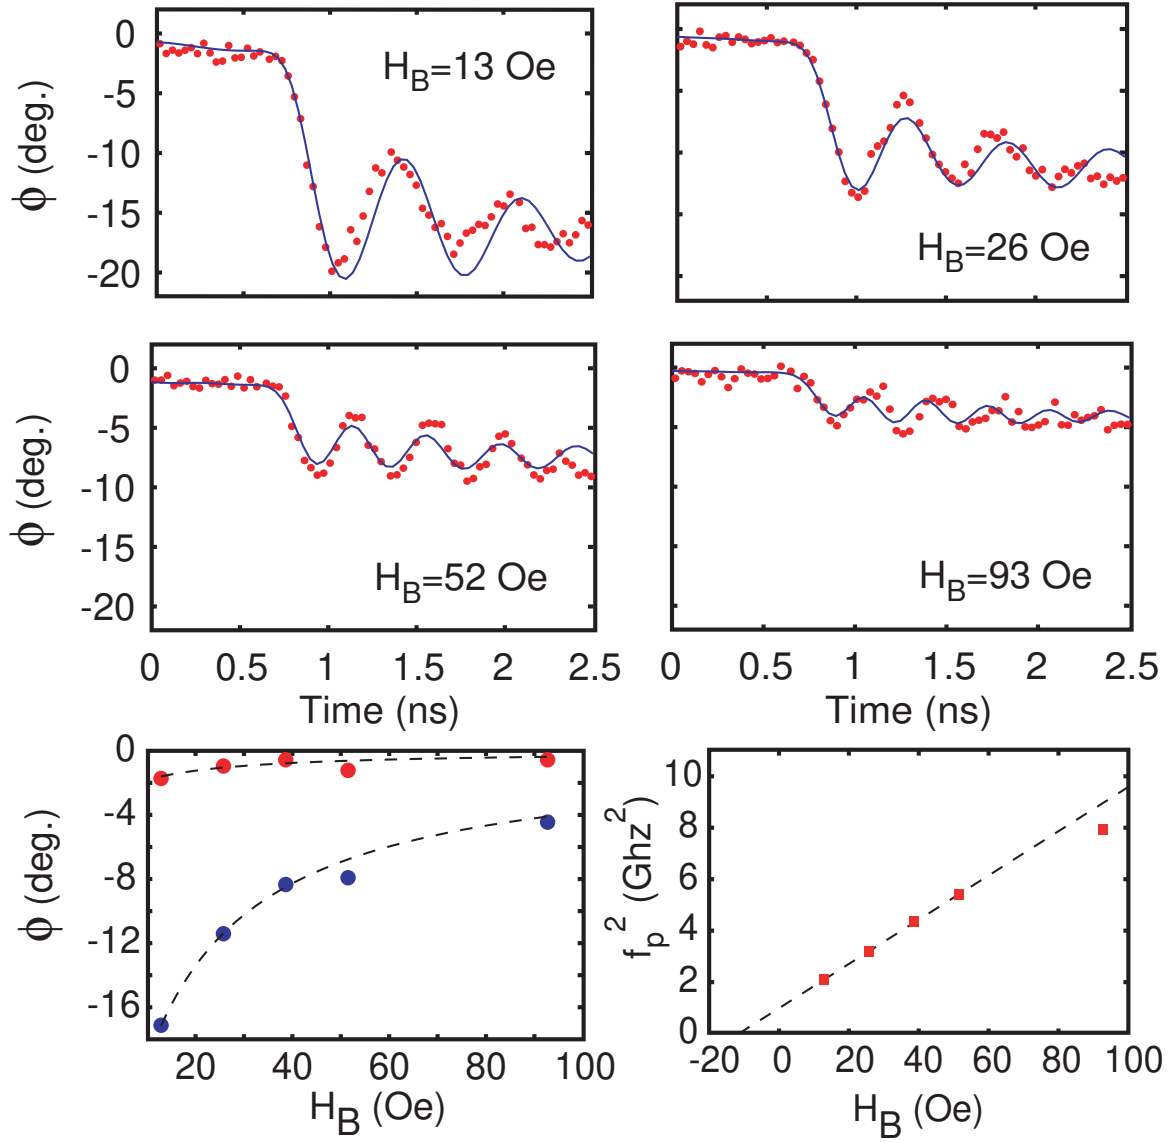 0
-5
-10
-15
-20
ϕ (deg.)
H_B=13 Oe
H_B=26 Oe
0
-5
-10
-15
-20
ϕ (deg.)
H_B=52 Oe
H_B=93 Oe
0 0.5 1 1.5 2 2.5
Time (ns)
0 0.5 1 1.5 2 2.5
Time (ns)
0
-4
-8
-12
-16
ϕ (deg.)
20 40 60 80 100
H_B (Oe)
10
8
6
4
2
0
f_p^2 (Ghz^2)
-20 0 20 40 60 80 100
H_B (Oe)